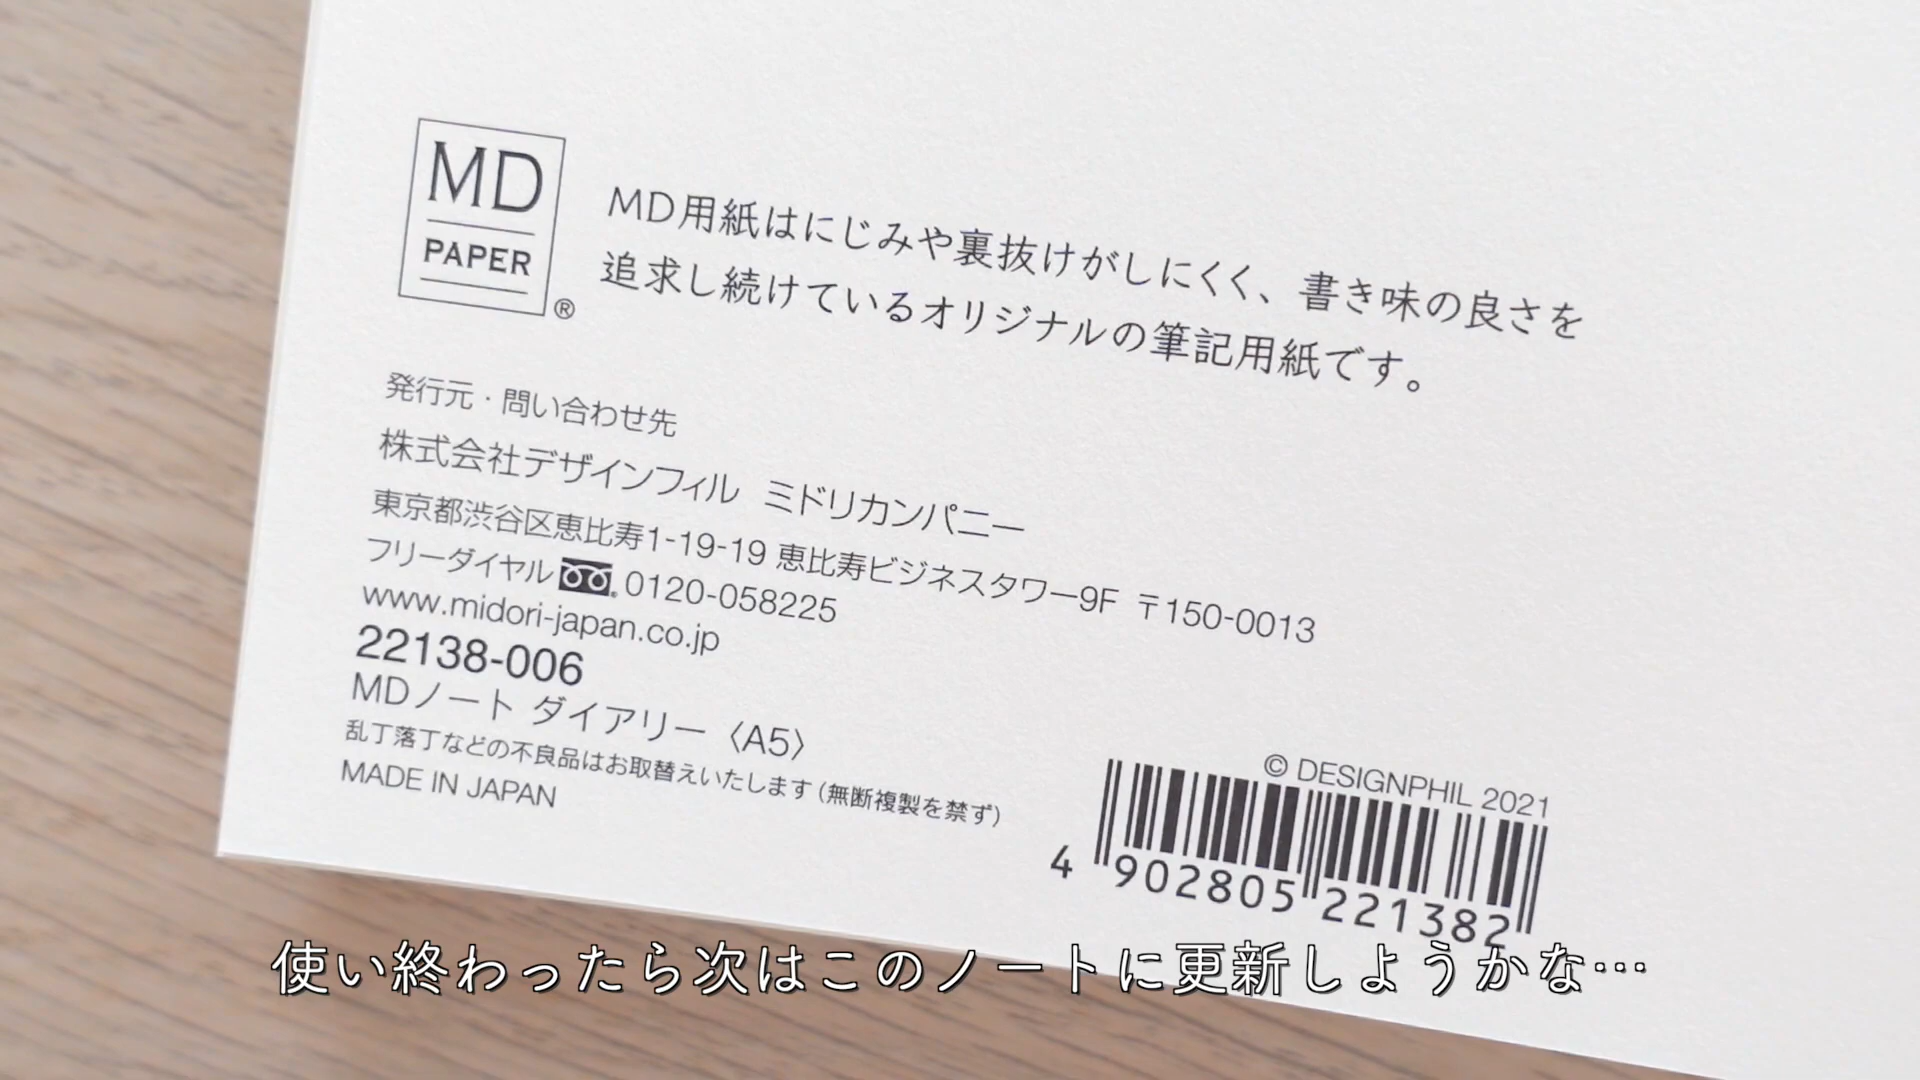 MD
PAPER
®
MD用紙はにじみや裏抜けがしにくく、書き味の良さを
追求し続けているオリジナルの筆記用紙です。
発行元・問い合わせ先
株式会社デザインフィル ミドリカンパニー
東京都渋谷区恵比寿1-19-19 恵比寿ビジネスタワー9F 〒150-0013
フリーダイヤル 0120-058225
www.midori-japan.co.jp
22138-006
MDノート ダイアリー〈A5〉
乱丁落丁などの不良品はお取替えいたします（無断複製を禁ず）
MADE IN JAPAN
© DESIGNPHIL 2021
4 902805 221382
使い終わったら次はこのノートに更新しようかな…